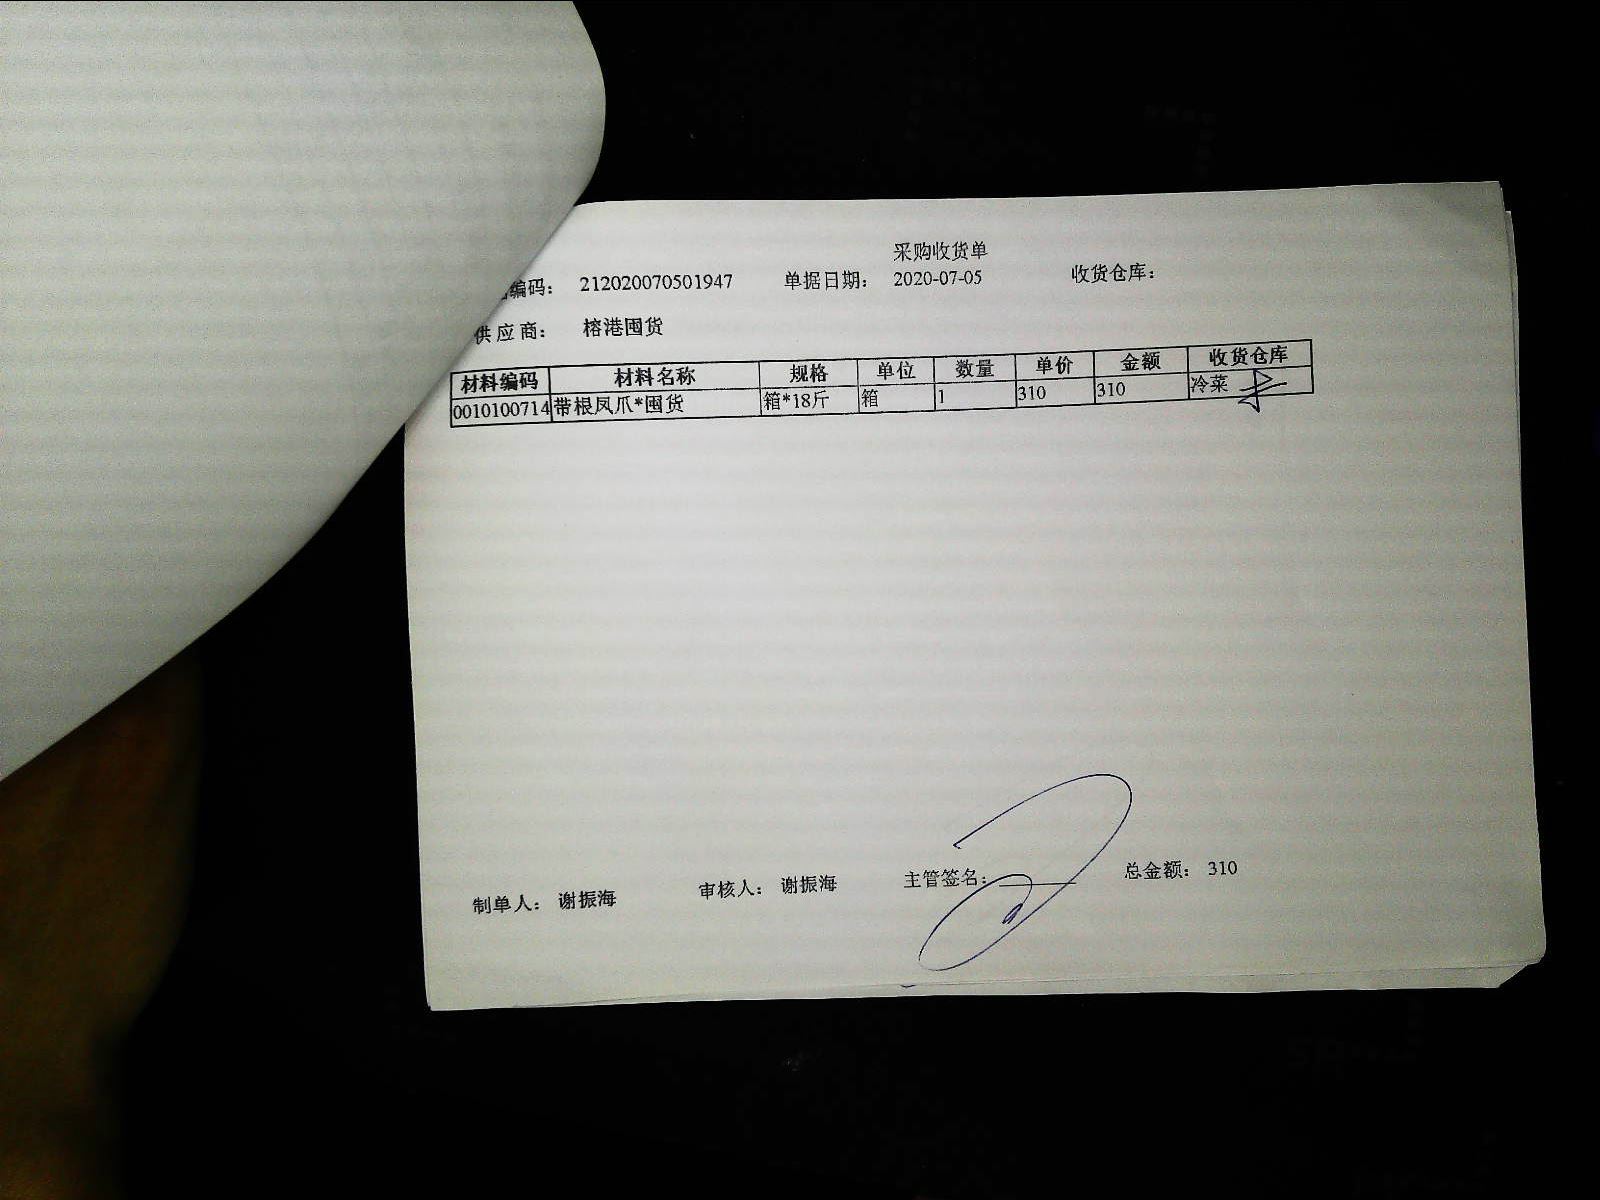 采购收货单
编码： 212020070501947 单据日期： 2020-07-05 收货仓库：
供应商： 榕港囤货
材料编码 材料名称 规格 单位 数量 单价 金额 收货仓库
0010100714 带根凤爪*囤货 箱*18斤 箱 1 310 310 冷菜
制单人： 谢振海 审核人： 谢振海 主管签名： 总金额： 310